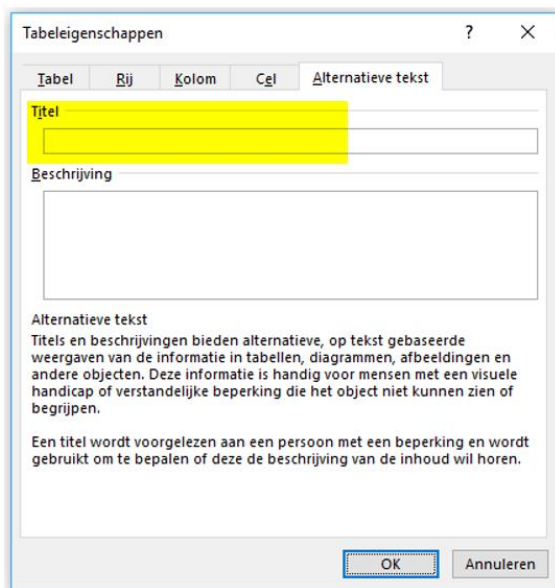 Tabeleigenschappen ? ×
Tabel Rij Kolom Cel Alternatieve tekst
Titel
Beschrijving
Alternatieve tekst
Titels en beschrijvingen bieden alternatieve, op tekst gebaseerde
weergaven van de informatie in tabellen, diagrammen, afbeeldingen en
andere objecten. Deze informatie is handig voor mensen met een visuele
handicap of verstandelijke beperking die het object niet kunnen zien of
begrijpen.
Een titel wordt voorgelezen aan een persoon met een beperking en wordt
gebruikt om te bepalen of deze de beschrijving van de inhoud wil horen.
OK Annuleren